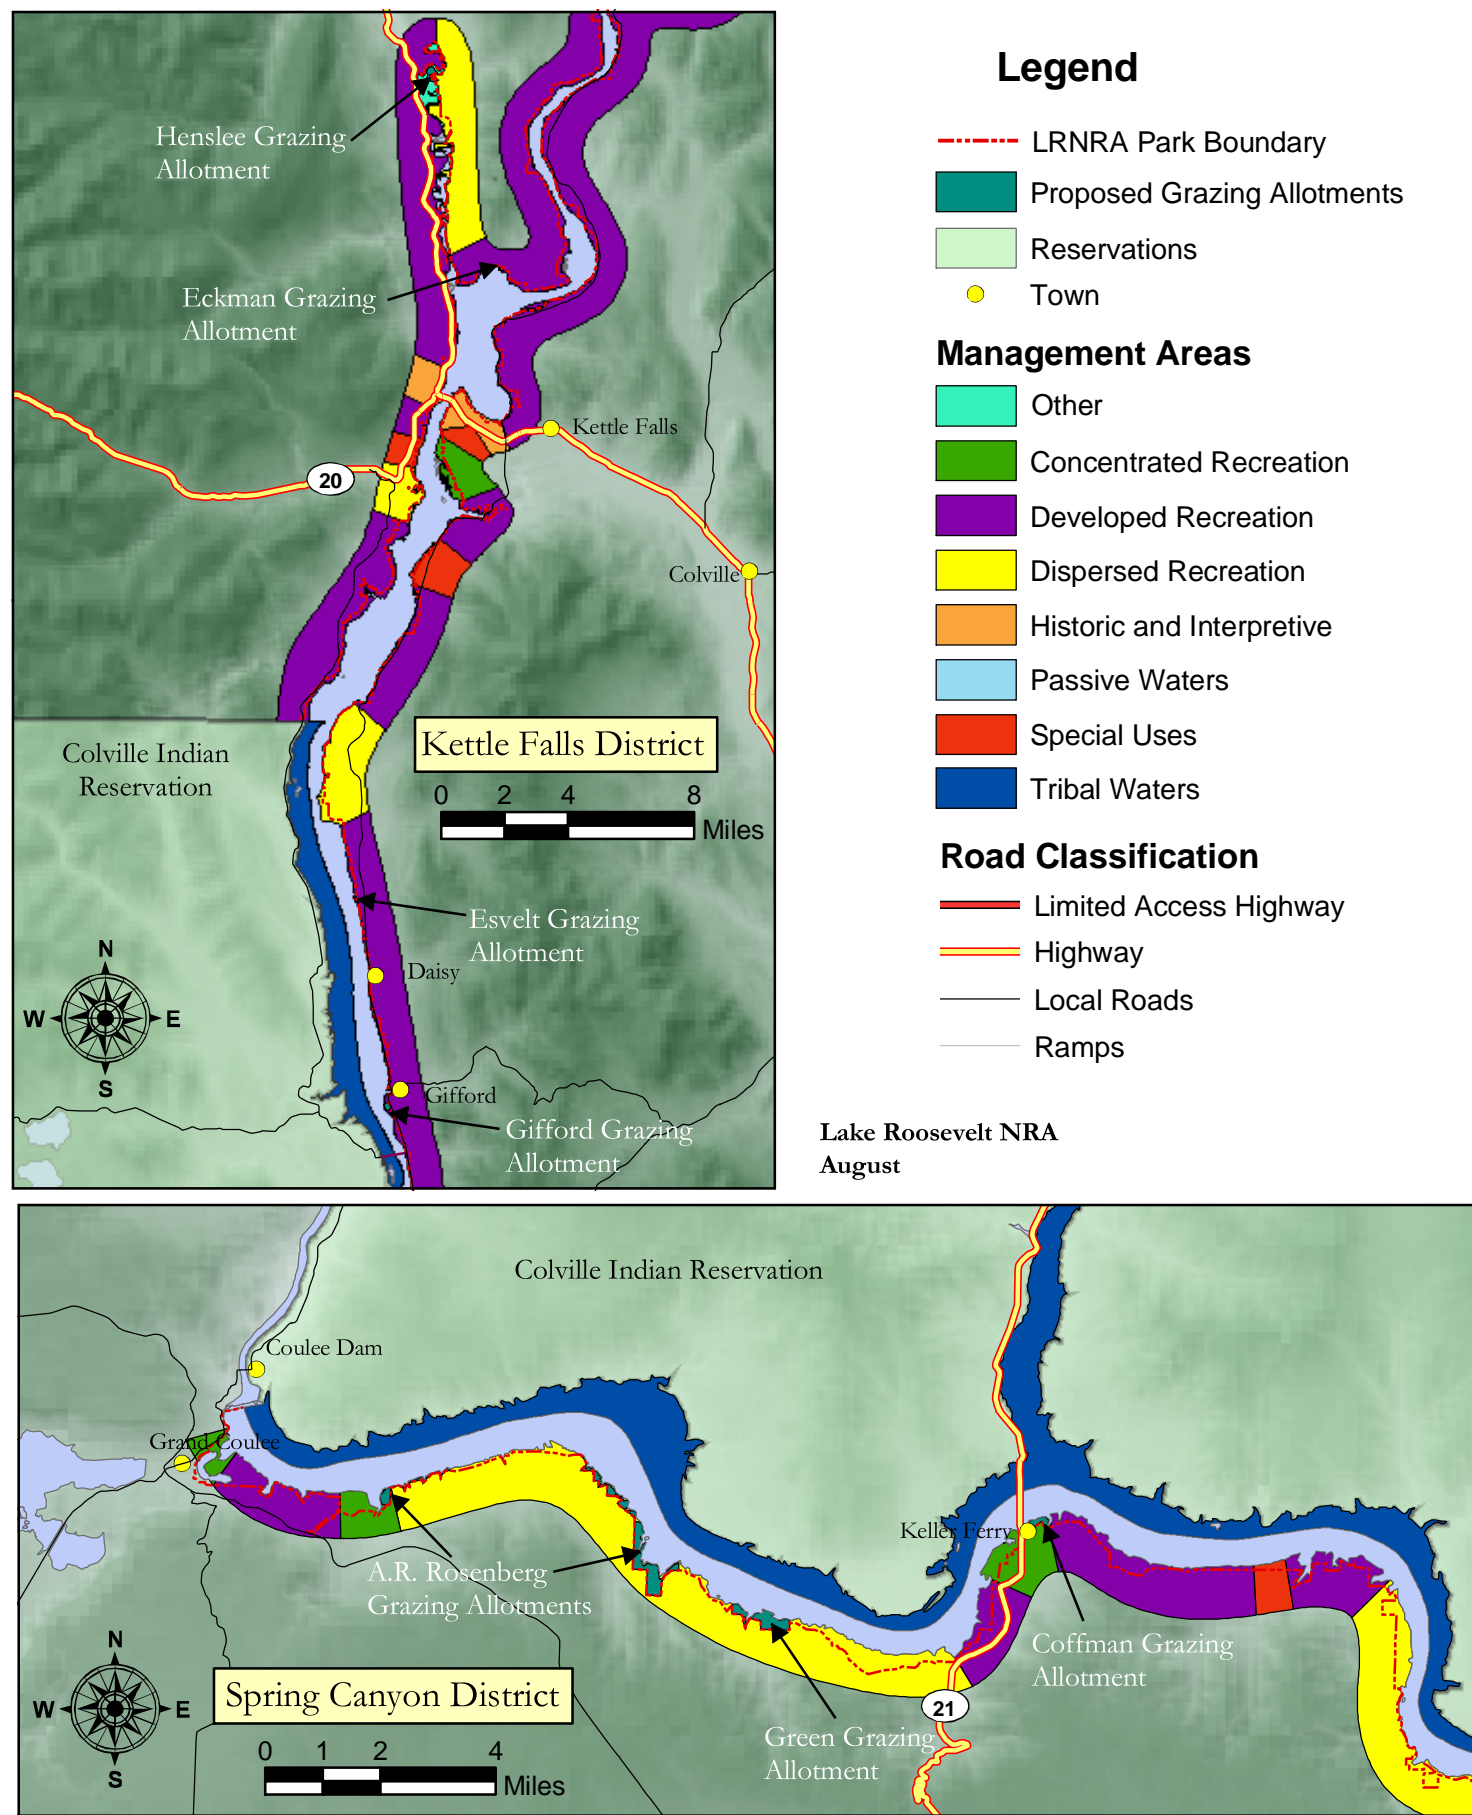 Henslee Grazing
Allotment
Eckman Grazing
Allotment
Kettle Falls
20
Colville
Colville Indian
Reservation
Kettle Falls District
0 2 4 8
Miles
Esvelt Grazing
Allotment
Daisy
N
W E
S
Gifford
Gifford Grazing
Allotment
Legend
LRNRA Park Boundary
Proposed Grazing Allotments
Reservations
Town
Management Areas
Other
Concentrated Recreation
Developed Recreation
Dispersed Recreation
Historic and Interpretive
Passive Waters
Special Uses
Tribal Waters
Road Classification
Limited Access Highway
Highway
Local Roads
Ramps
Lake Roosevelt NRA
August
Colville Indian Reservation
Coulee Dam
Grand Coulee
Keller Ferry
A.R. Rosenberg
Grazing Allotments
Coffman Grazing
Allotment
N
W E
S
Spring Canyon District
21
Green Grazing
Allotment
0 1 2 4
Miles